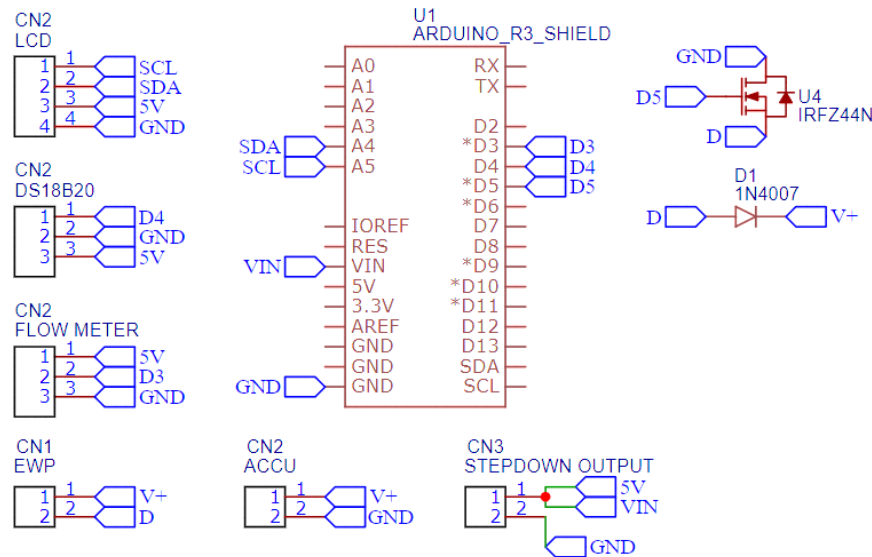 CN2
LCD
1 1 SCL
2 2 SDA
3 3 5V
4 4 GND
CN2
DS18B20
1 1 D4
2 2 GND
3 3 5V
CN2
FLOW METER
1 1 5V
2 2 D3
3 3 GND
CN1
EWP
1 1 V+
2 2 D
U1
ARDUINO_R3_SHIELD
A0 RX
A1 TX
A2
A3 D2
SDA A4 *D3 D3
SCL A5 D4 D4
*D5 D5
*D6
IOREF D7
RES D8
VIN VIN *D9
5V *D10
3.3V *D11
AREF D12
GND D13
GND SDA
GND GND SCL
CN2
ACCU
1 1 V+
2 2 GND
CN3
STEPDOWN OUTPUT
1 1 5V
VIN
2 2
GND
GND
D5
U4
IRFZ44N
D
D1
1N4007
D V+